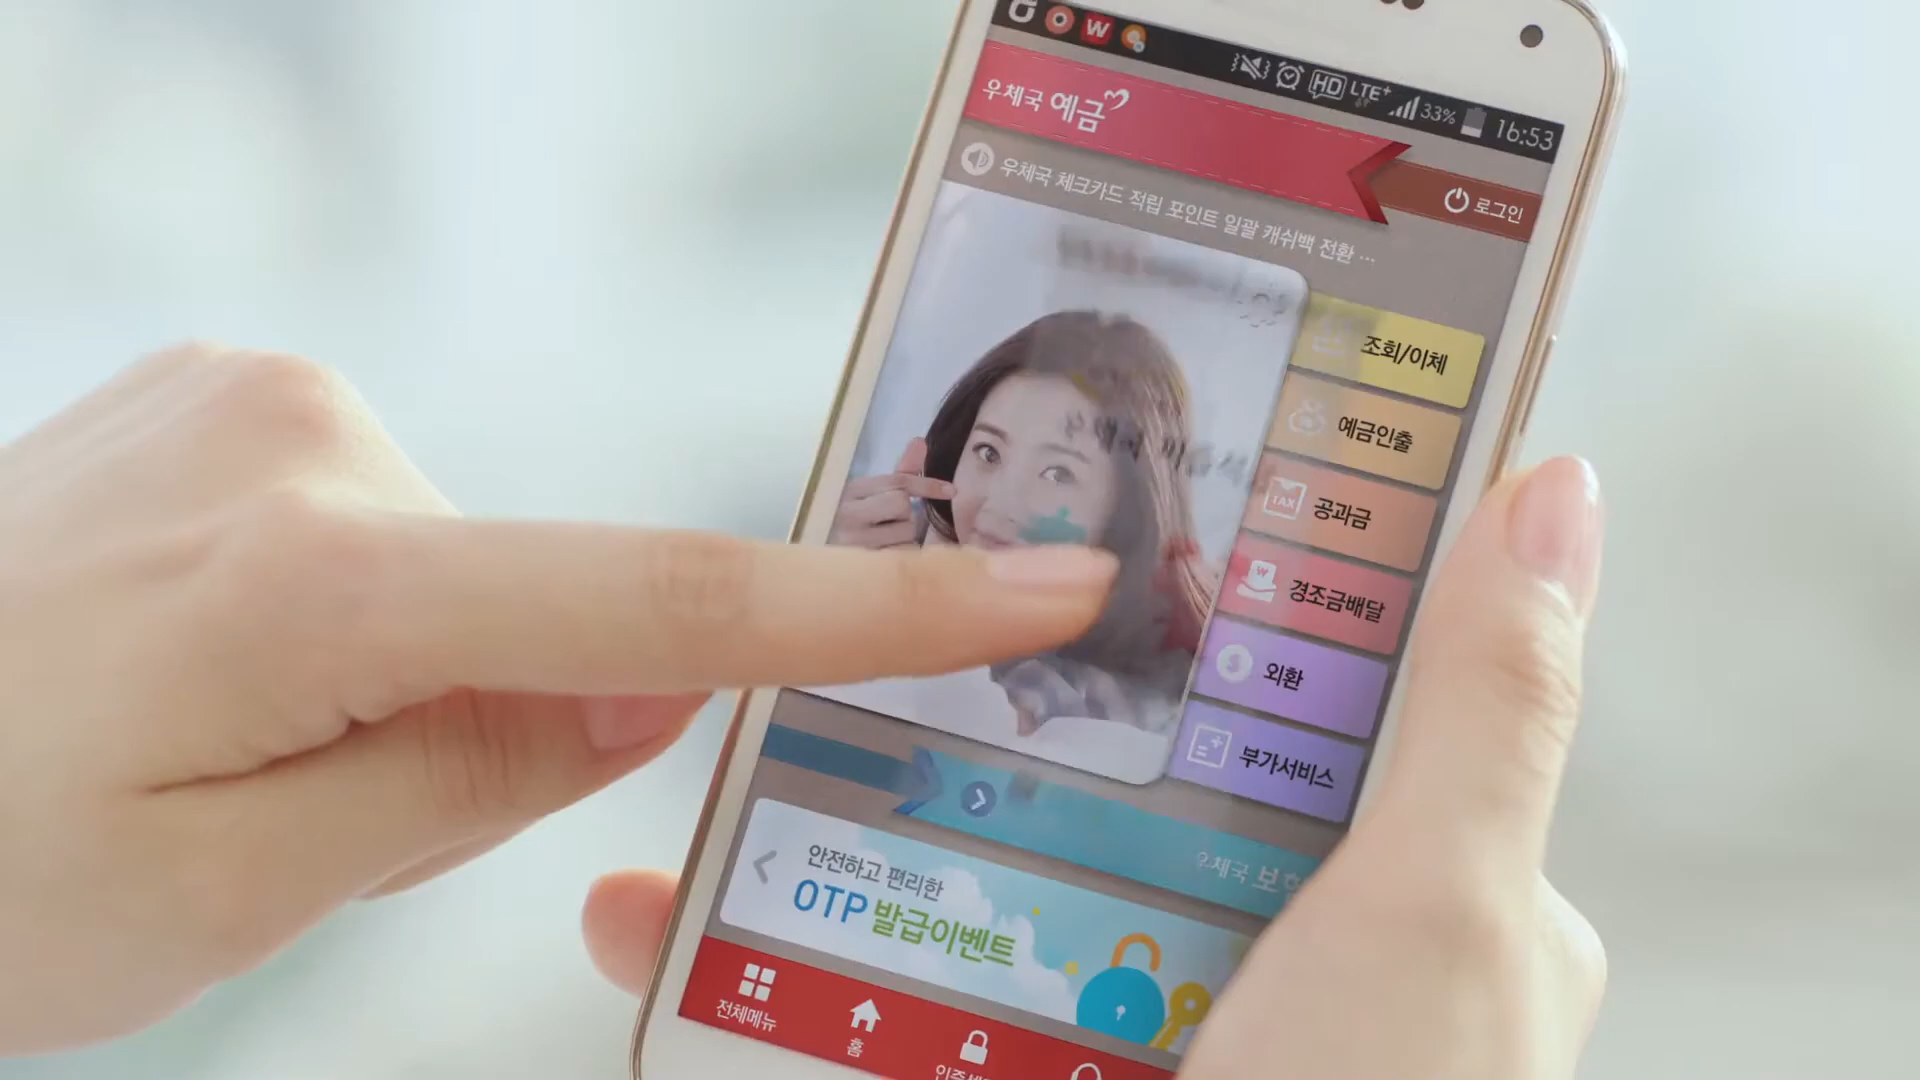 HD LTE+ 33% 16:53
우체국 예금
로그인
우체국 체크카드 적립 포인트 일괄 캐쉬백 전환 ...
조회/이체
예금인출
TAX 공과금
W 경조금배달
$ 외환
부가서비스
우체국
안전하고 편리한
OTP 발급이벤트
전체메뉴
홈